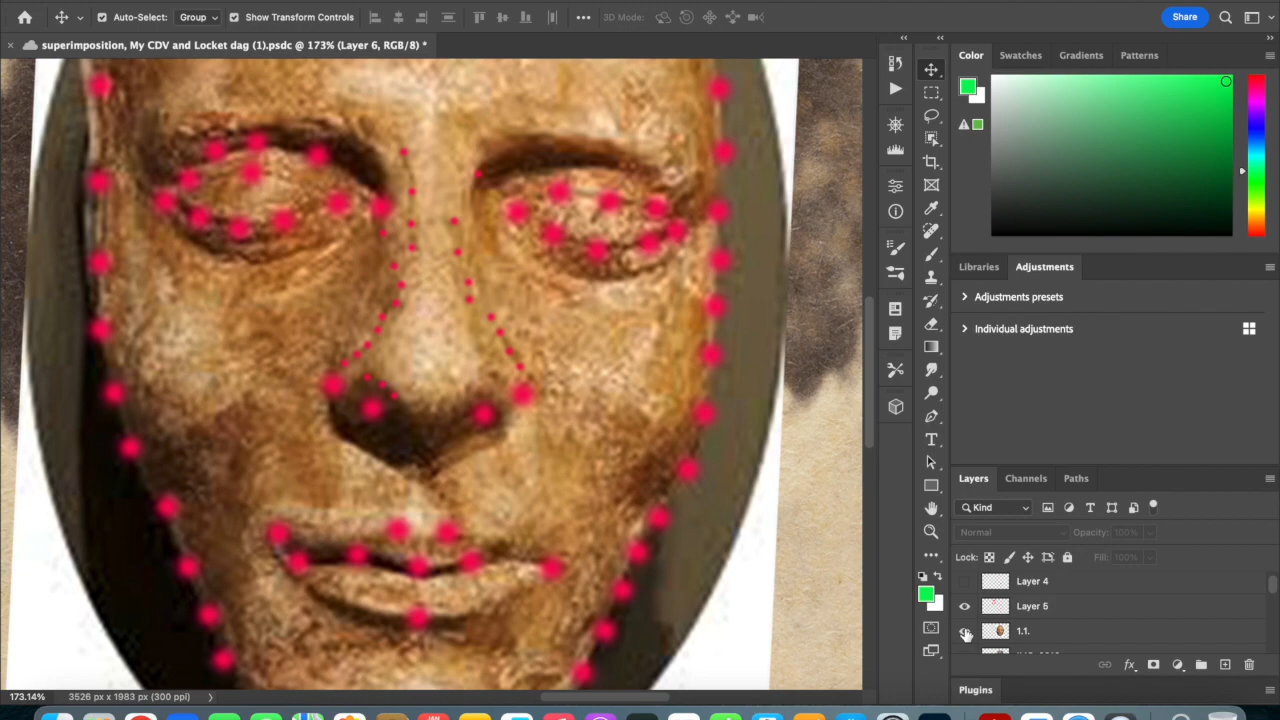 Auto-Select: Group Show Transform Controls 3D Mode: Share
superimposition, My CDV and Locket dag (1).psdc @ 173% (Layer 6, RGB/8) *
Color Swatches Gradients Patterns
Libraries Adjustments
Adjustments presets
Individual adjustments
Layers Channels Paths
Kind
Normal Opacity: 100%
Lock: Fill: 100%
Layer 4
Layer 5
1.1.
173.14% 3526 px x 1983 px (300 ppi)
Plugins
JAN